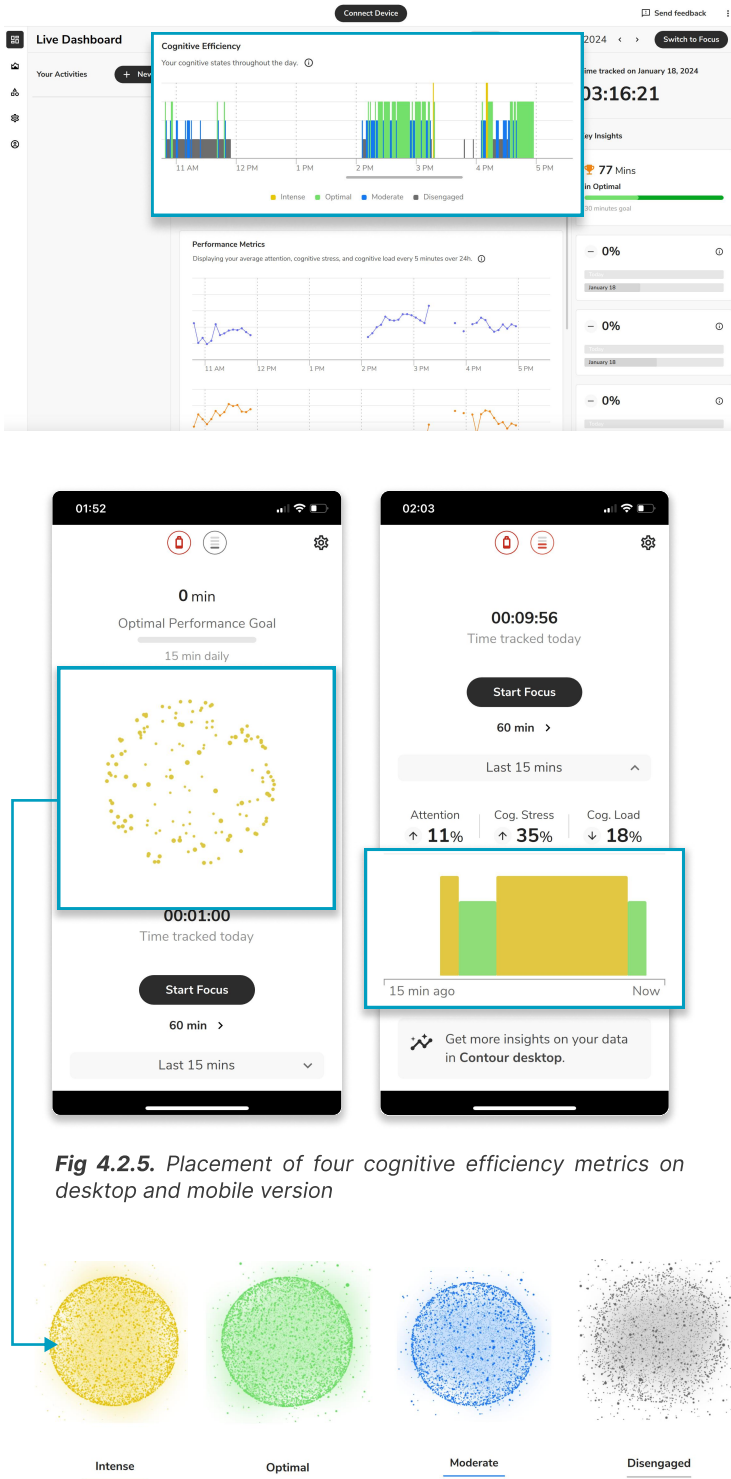 Connect Device
Send feedback
Live Dashboard
2024
Switch to Focus
Your Activities
+ New
Cognitive Efficiency
Your cognitive states throughout the day.
11 AM 12 PM 1 PM 2 PM 3 PM 4 PM 5 PM
Intense Optimal Moderate Disengaged
ime tracked on January 18, 2024
03:16:21
ey Insights
77 Mins
in Optimal
90 minutes goal
Performance Metrics
Displaying your average attention, cognitive stress, and cognitive load every 5 minutes over 24h.
11 AM 12 PM 1 PM 2 PM 3 PM 4 PM 5 PM
0%
Today
January 18
0%
Today
January 18
0%
01:52
0 min
Optimal Performance Goal
15 min daily
00:01:00
Time tracked today
Start Focus
60 min
Last 15 mins
02:03
00:09:56
Time tracked today
Start Focus
60 min
Last 15 mins
Attention Cog. Stress Cog. Load
11% 35% 18%
15 min ago Now
Get more insights on your data
in Contour desktop.
Fig 4.2.5. Placement of four cognitive efficiency metrics on
desktop and mobile version
Intense Optimal Moderate Disengaged